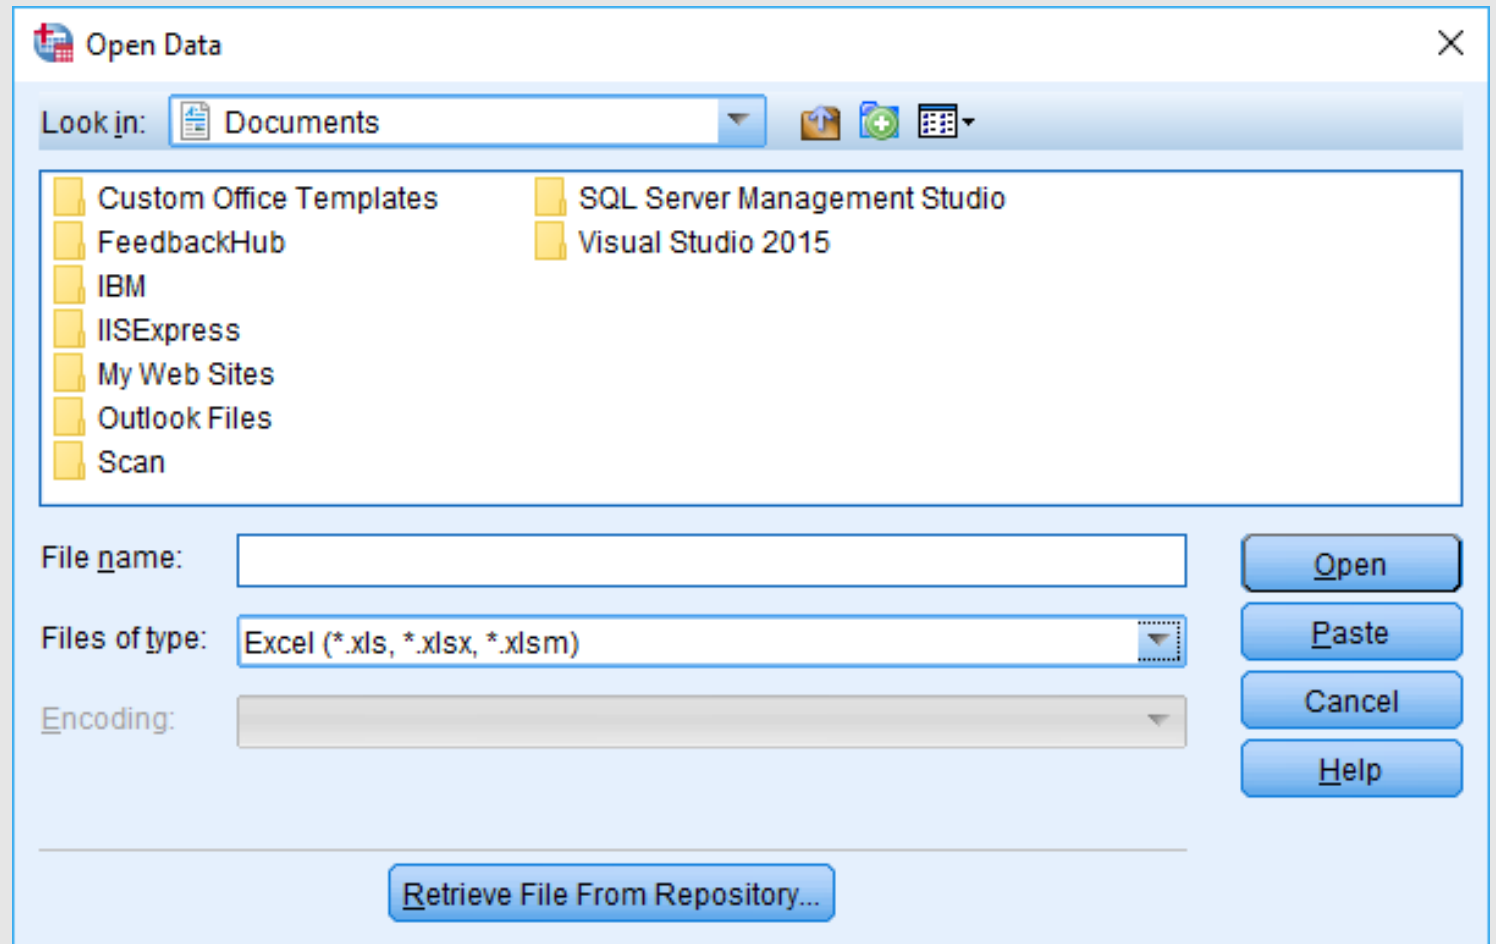 Open Data
Look in: Documents
Custom Office Templates
FeedbackHub
IBM
IISExpress
My Web Sites
Outlook Files
Scan
SQL Server Management Studio
Visual Studio 2015
File name:
Open
Files of type: Excel (*.xls, *.xlsx, *.xlsm)
Paste
Encoding:
Cancel
Help
Retrieve File From Repository...